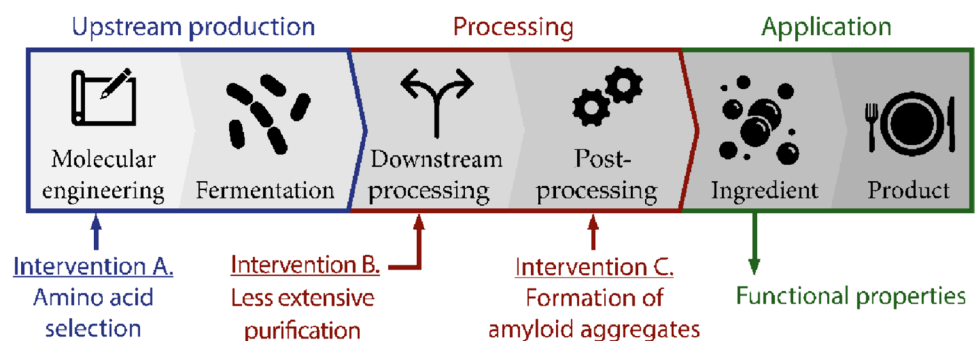 Upstream production
Processing
Application
Molecular
engineering
Fermentation
Downstream
processing
Post-
processing
Ingredient
Product
Intervention A.
Amino acid
selection
Intervention B.
Less extensive
purification
Intervention C.
Formation of
amyloid aggregates
Functional properties